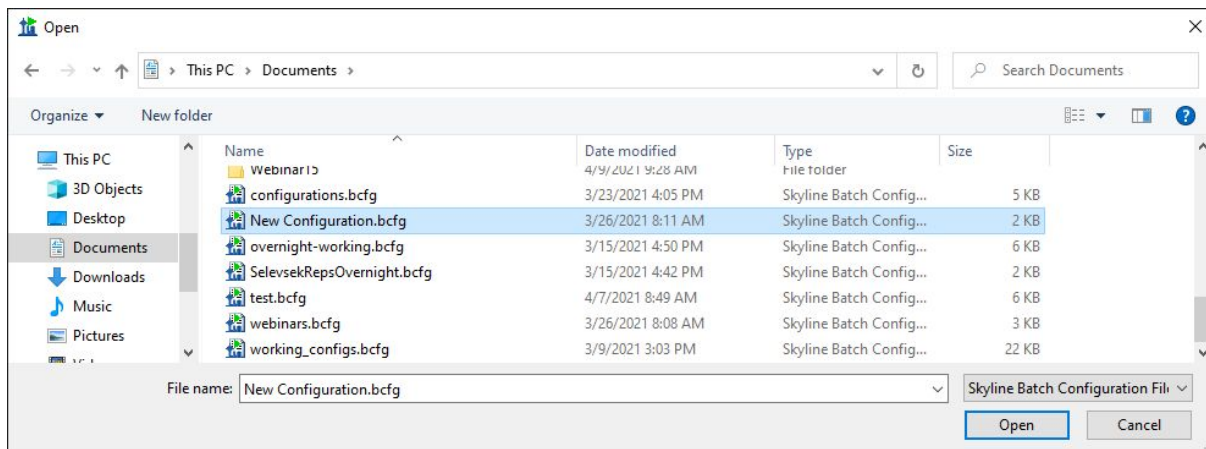 Open
This PC > Documents >
Search Documents
Organize
New folder
Name Date modified Type Size
This PC
3D Objects
Desktop
Documents
Downloads
Music
Pictures
Webinar15 4/9/2021 9:28 AM File folder
configurations.bcfg 3/23/2021 4:05 PM Skyline Batch Config... 5 KB
New Configuration.bcfg 3/26/2021 8:11 AM Skyline Batch Config... 2 KB
overnight-working.bcfg 3/15/2021 4:50 PM Skyline Batch Config... 6 KB
SelevsekRepsOvernight.bcfg 3/15/2021 4:42 PM Skyline Batch Config... 2 KB
test.bcfg 4/7/2021 8:49 AM Skyline Batch Config... 6 KB
webinars.bcfg 3/26/2021 8:08 AM Skyline Batch Config... 3 KB
working_configs.bcfg 3/9/2021 3:03 PM Skyline Batch Config... 22 KB
File name: New Configuration.bcfg
Skyline Batch Configuration
Open Cancel